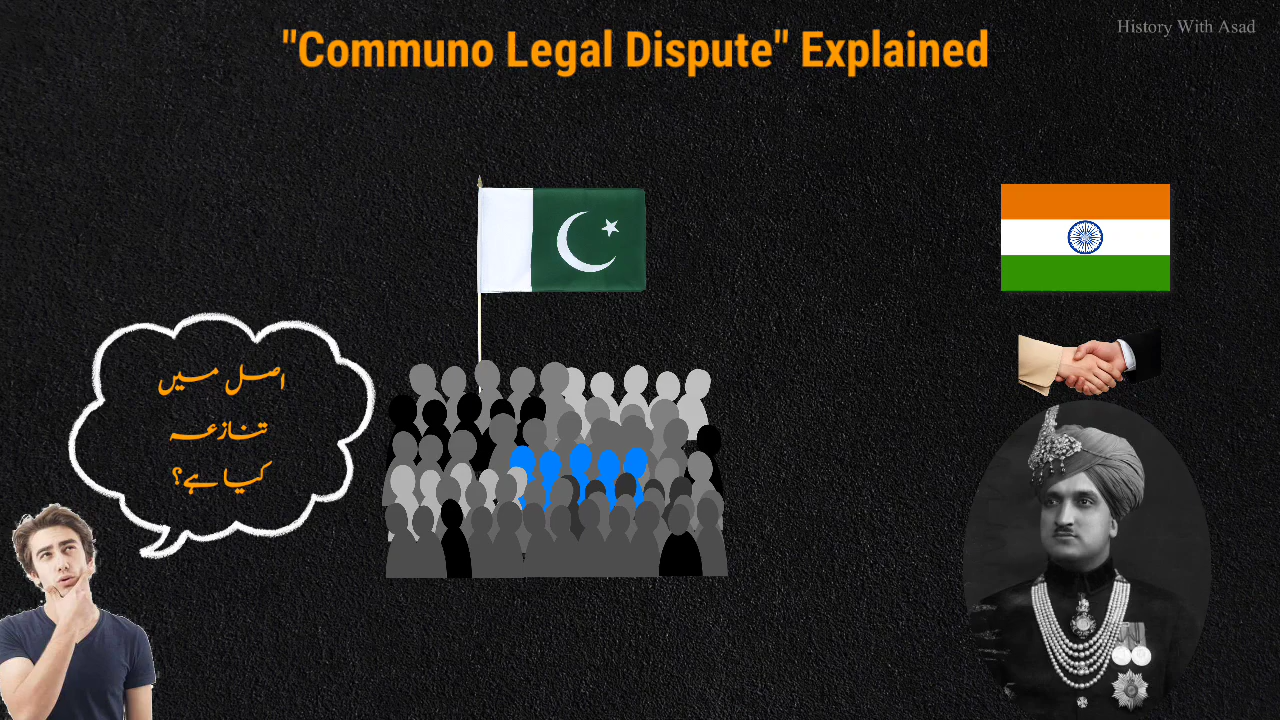 History With Asad
"Communo Legal Dispute" Explained
اصل میں
تنازعہ
کیا ہے؟